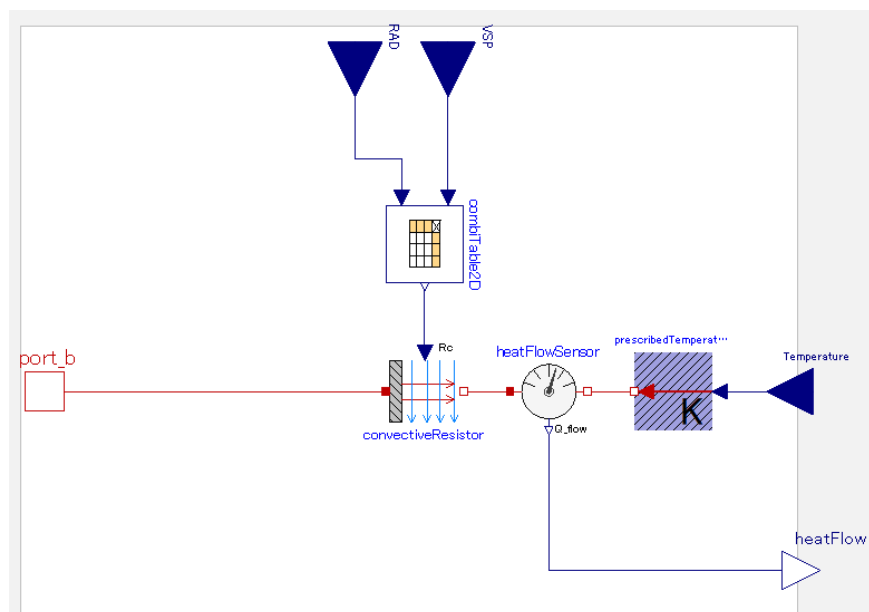 RAD
VSP
combiTable2D
port_b
Rc
convectiveResistor
heatFlowSensor
Q_flow
prescribedTemperat…
K
Temperature
heatFlow